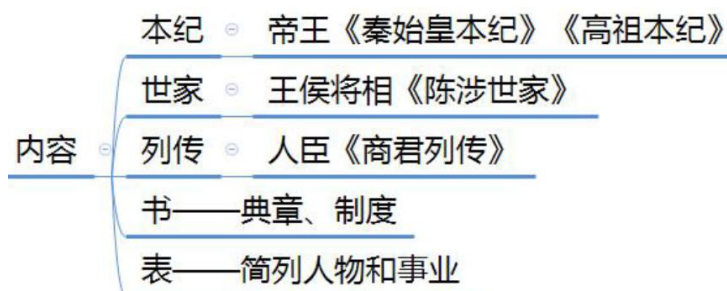 本纪 帝王《秦始皇本纪》《高祖本纪》
世家 王侯将相《陈涉世家》
内容 列传 人臣《商君列传》
书——典章、制度
表——简列人物和事业